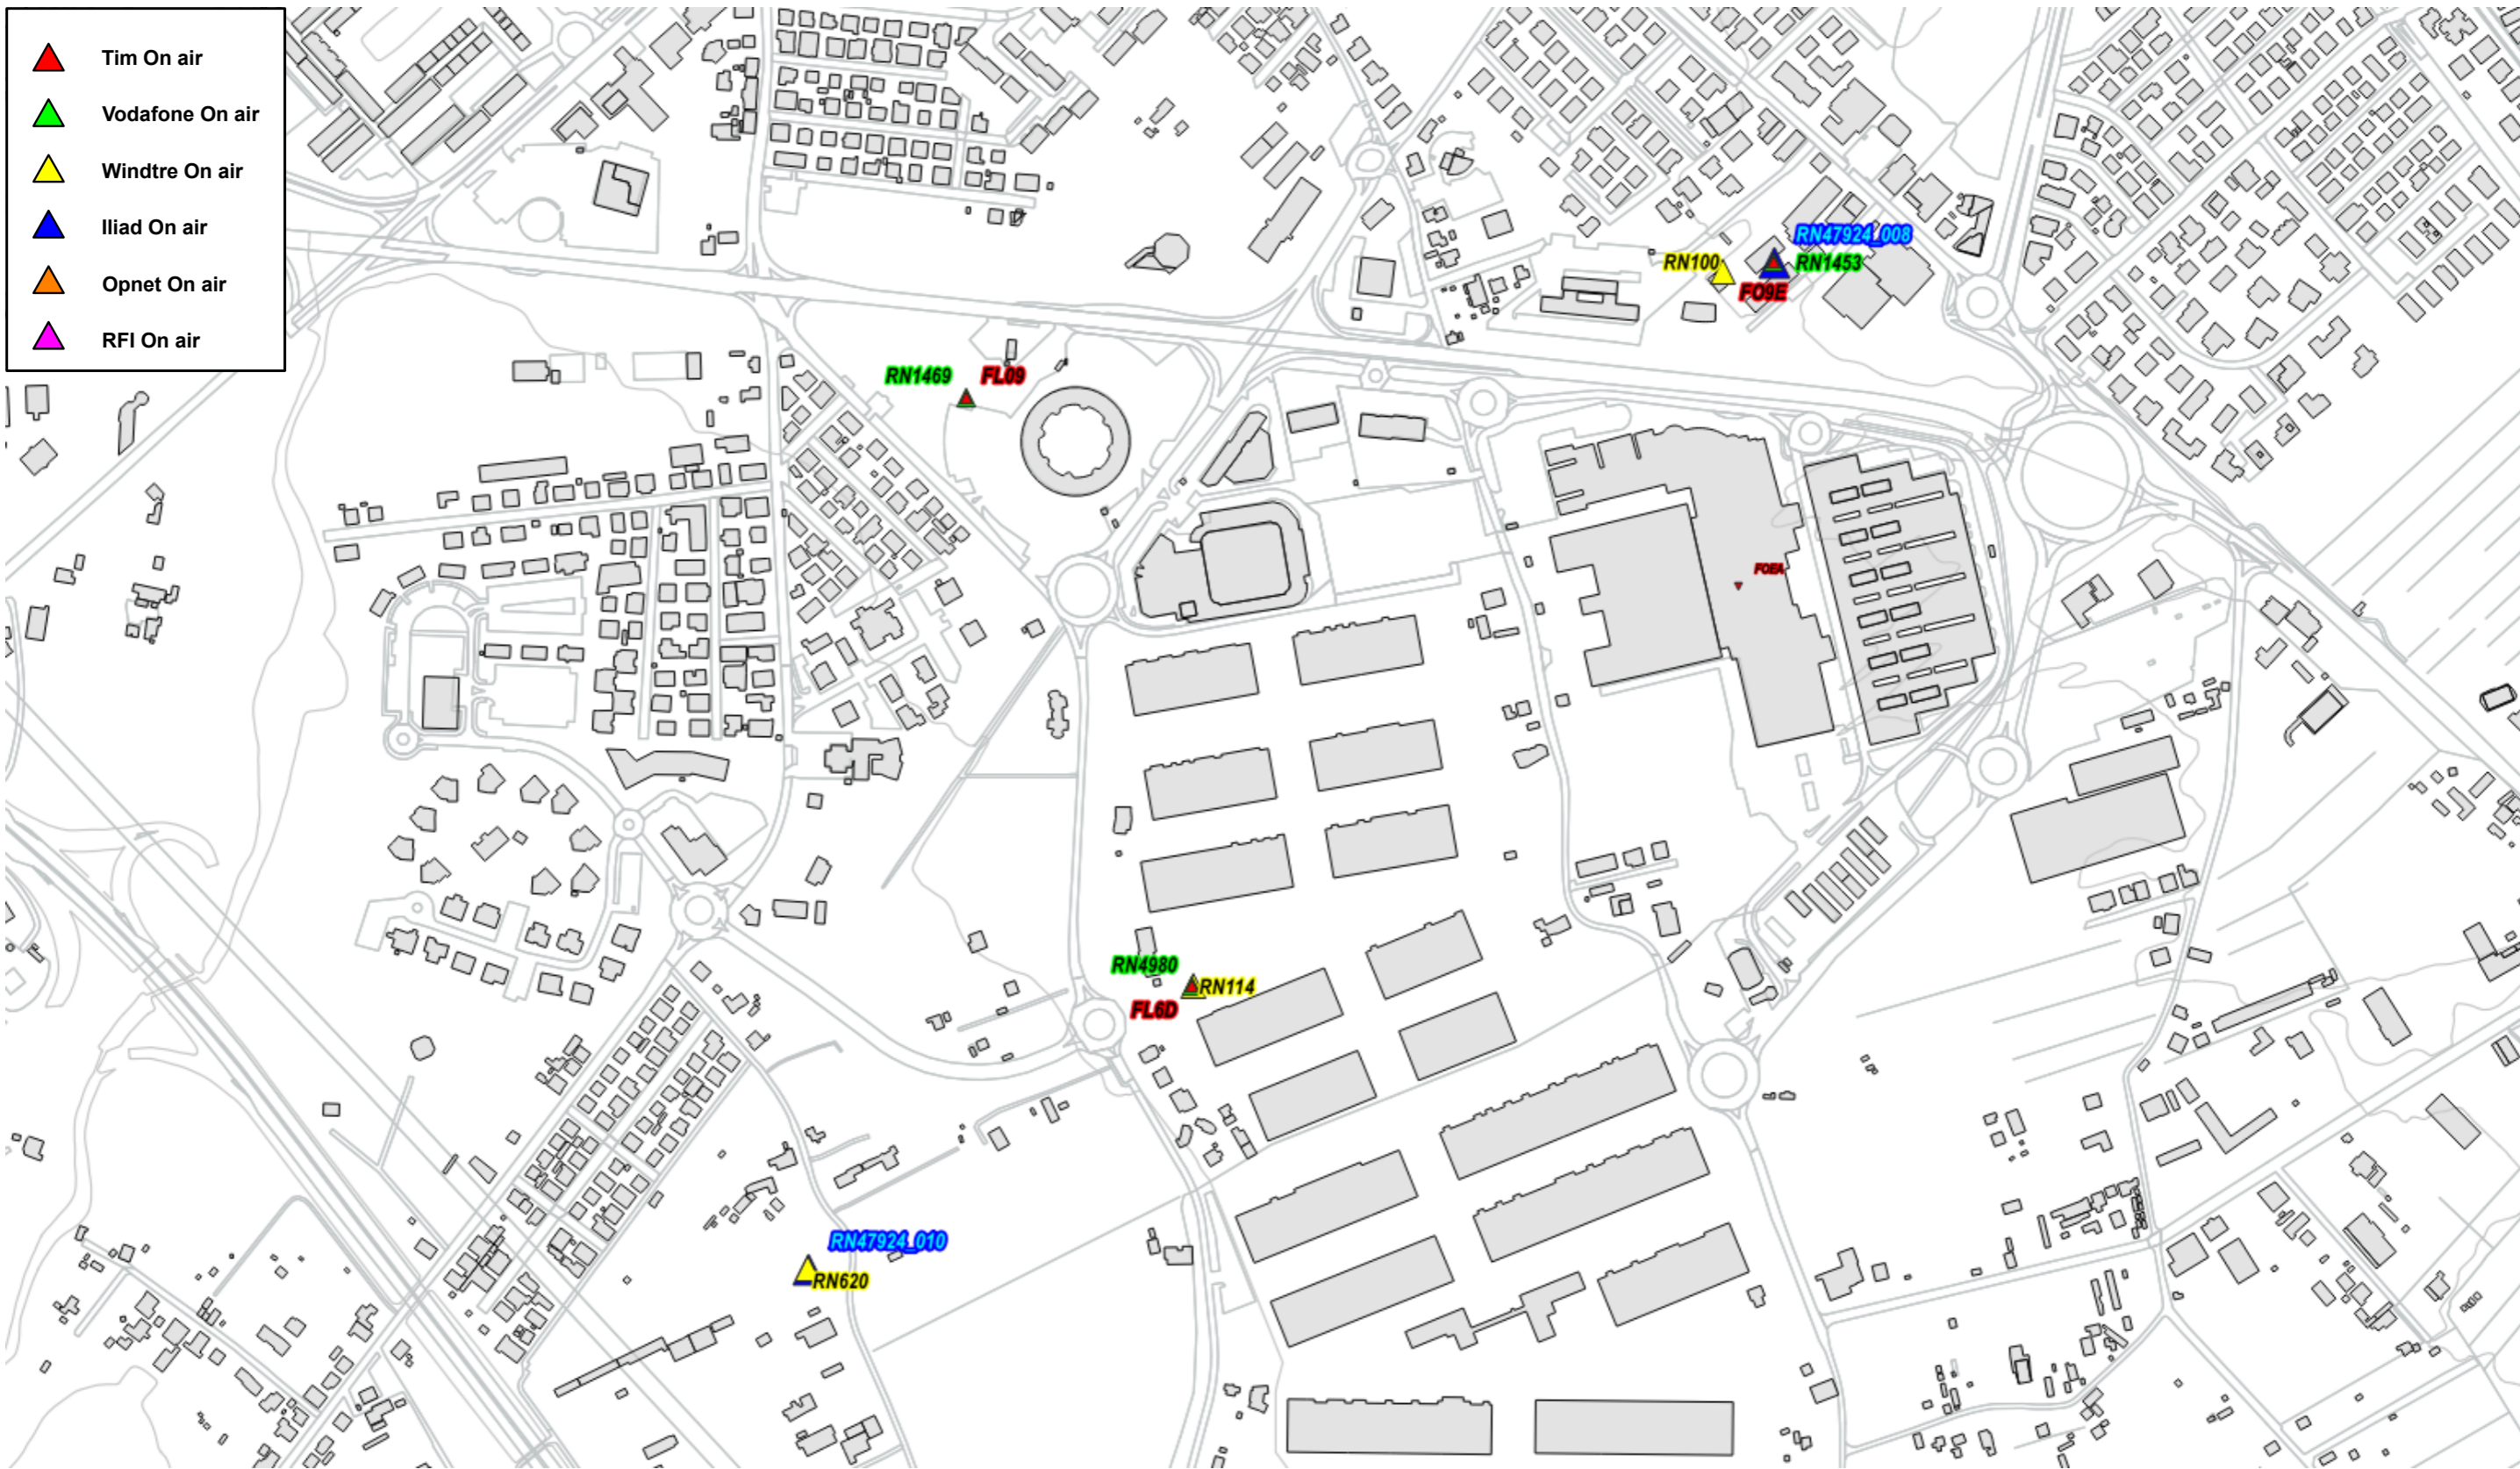 Tim On air
Vodafone On air
Windtre On air
Iliad On air
Opnet On air
RFI On air
RN47924_008
RN100
RN1453
FO9E
RN1469
FL09
FOEA
RN4980
RN114
FL6D
RN47924_010
RN620